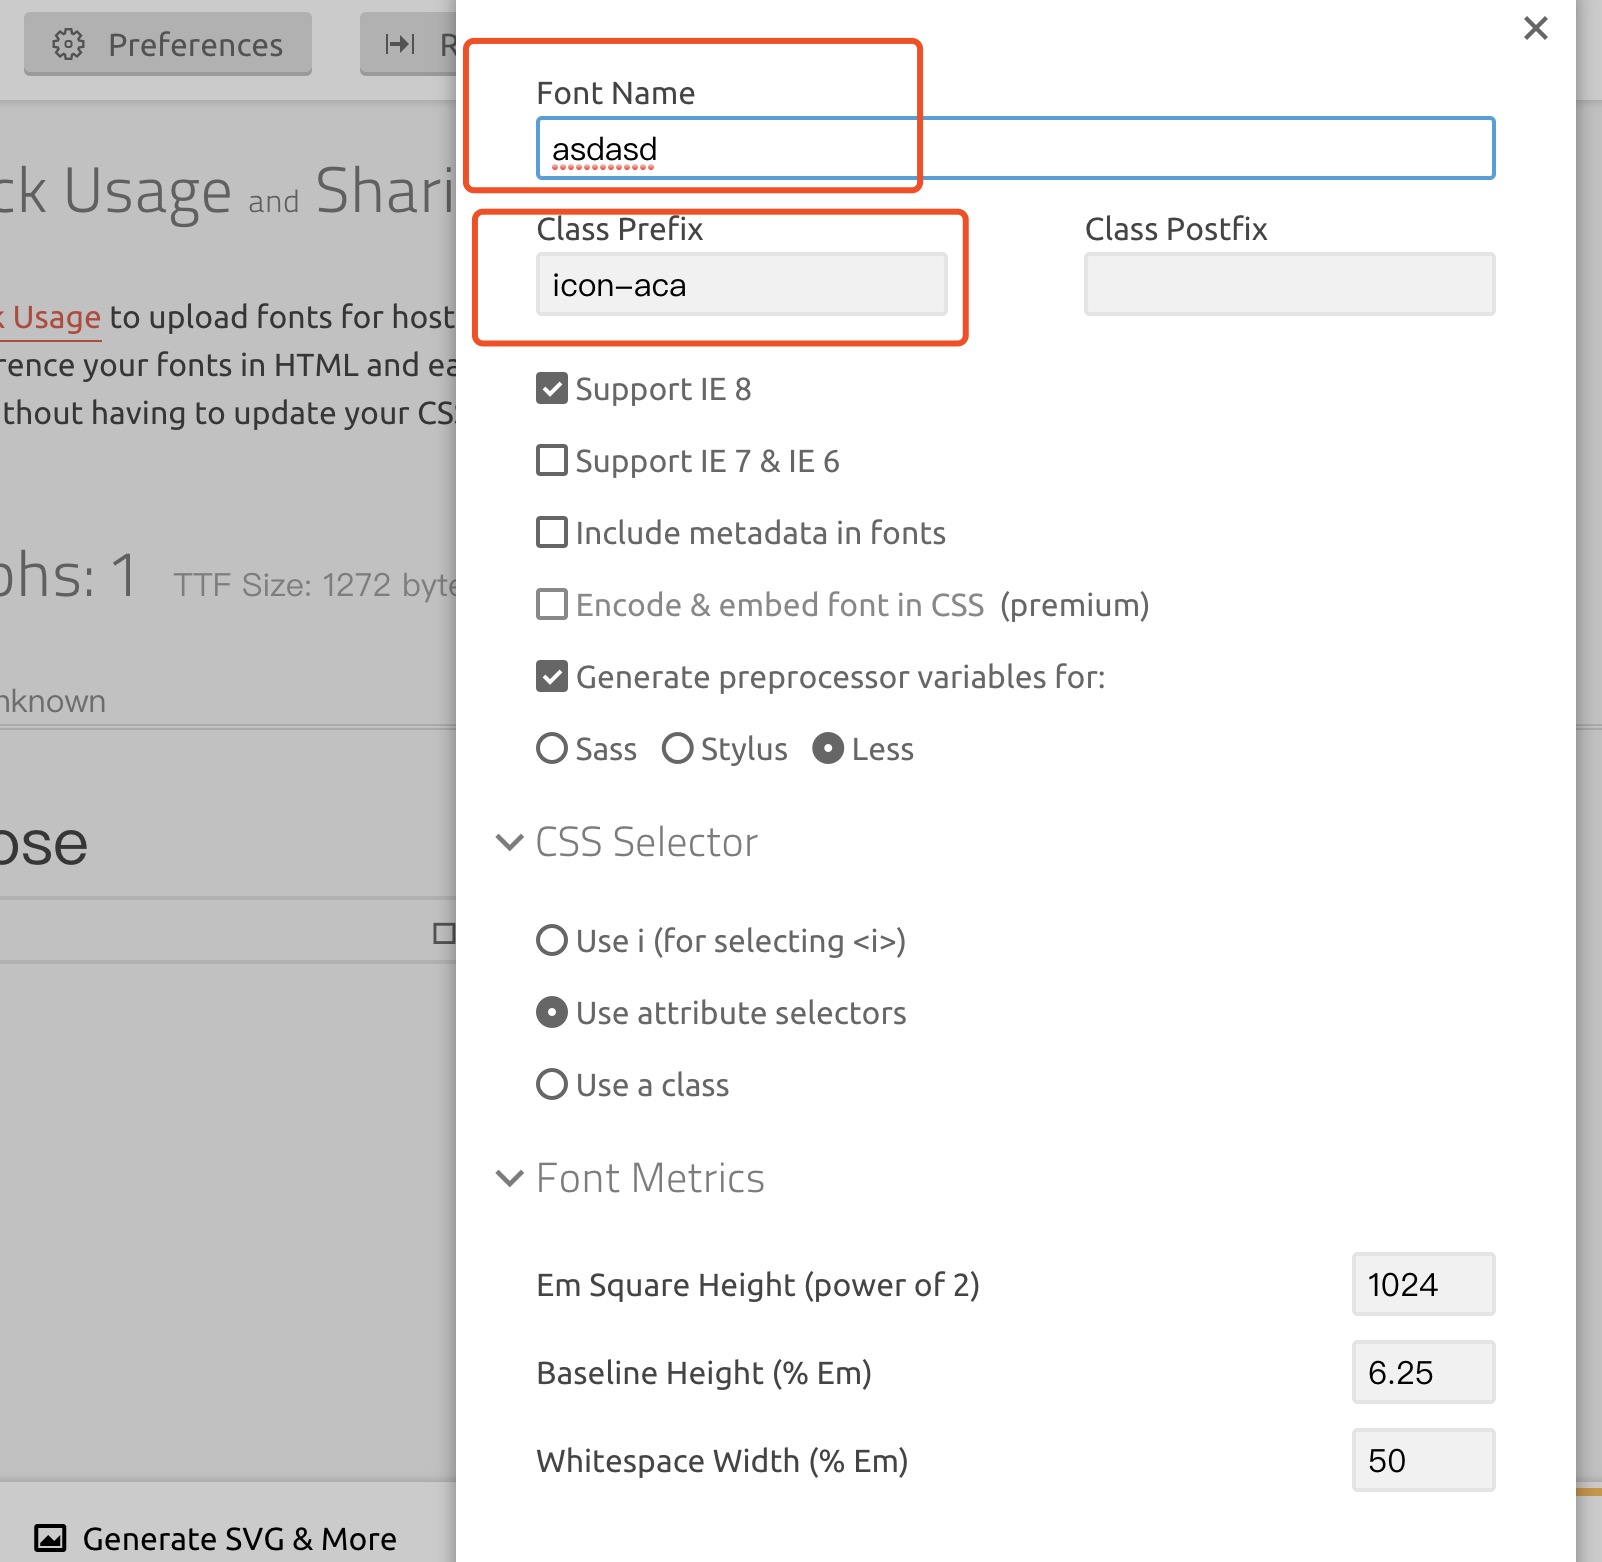 Preferences
Font Name
asdasd
ck Usage and Shari
Class Prefix
Class Postfix
icon-aca
k Usage to upload fonts for host
rence your fonts in HTML and ea
thout having to update your CS
Support IE 8
Support IE 7 & IE 6
Include metadata in fonts
phs: 1 TTF Size: 1272 byte
Encode & embed font in CSS (premium)
Generate preprocessor variables for:
nknown
Sass Stylus Less
ose
CSS Selector
Use i (for selecting <i>)
Use attribute selectors
Use a class
Font Metrics
Em Square Height (power of 2) 1024
Baseline Height (% Em) 6.25
Whitespace Width (% Em) 50
Generate SVG & More